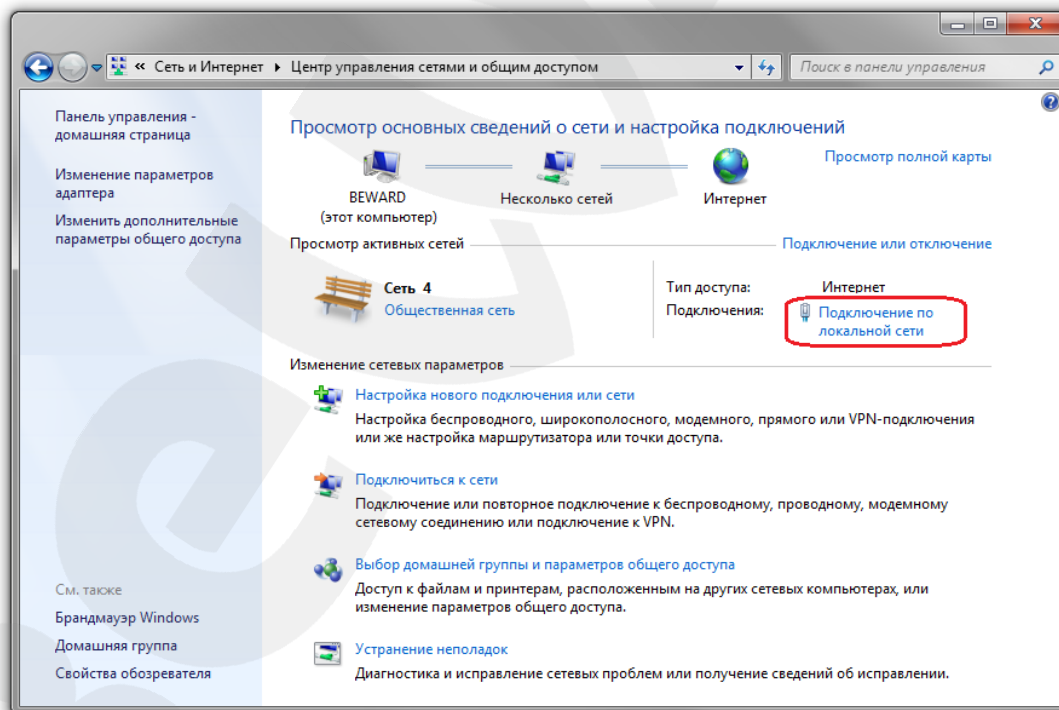 « Сеть и Интернет ▸ Центр управления сетями и общим доступом
Поиск в панели управления
Панель управления -
домашняя страница
Изменение параметров
адаптера
Изменить дополнительные
параметры общего доступа
Просмотр основных сведений о сети и настройка подключений
Просмотр полной карты
BEWARD
(этот компьютер)
Несколько сетей
Интернет
Просмотр активных сетей
Подключение или отключение
Сеть 4
Общественная сеть
Тип доступа: Интернет
Подключения: Подключение по
локальной сети
Изменение сетевых параметров
Настройка нового подключения или сети
Настройка беспроводного, широкополосного, модемного, прямого или VPN-подключения
или же настройка маршрутизатора или точки доступа.
Подключиться к сети
Подключение или повторное подключение к беспроводному, проводному, модемному
сетевому соединению или подключение к VPN.
Выбор домашней группы и параметров общего доступа
Доступ к файлам и принтерам, расположенным на других сетевых компьютерах, или
изменение параметров общего доступа.
Устранение неполадок
Диагностика и исправление сетевых проблем или получение сведений об исправлении.
См. также
Брандмауэр Windows
Домашняя группа
Свойства обозревателя